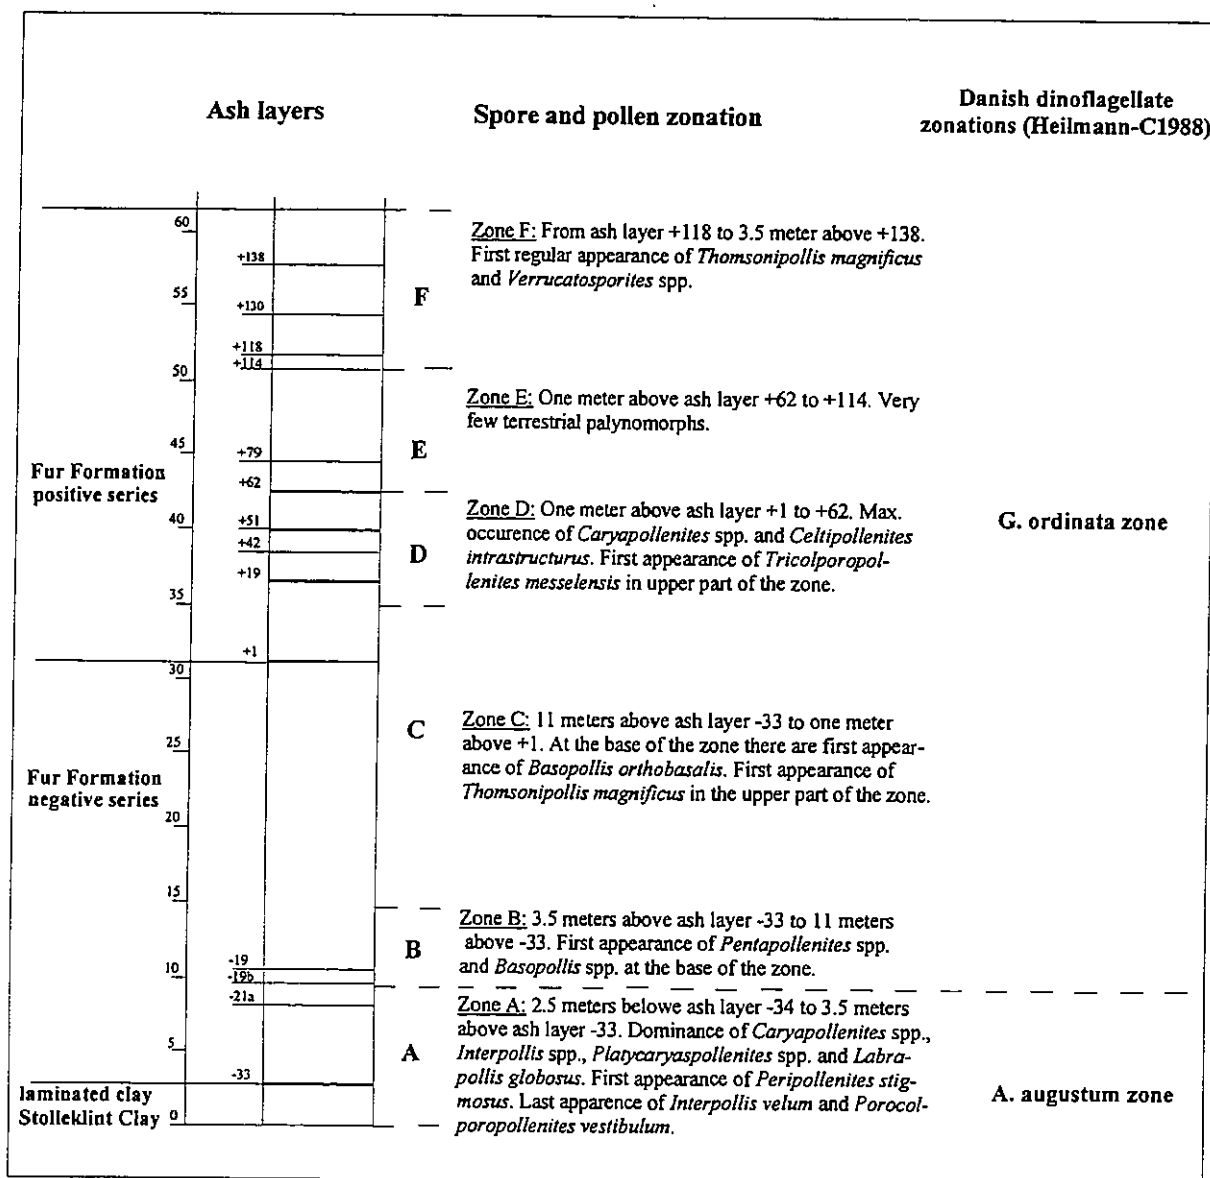 Ash layers
Spore and pollen zonation
Danish dinoflagellate
zonations (Heilmann-C1988)
60
+138
55
+130
+118
+114
50
45
+79
+62
Fur Formation
positive series
40
+51
+42
+19
35
+1
30
25
Fur Formation
negative series
20
15
-19
10
-19b
-21a
5
-33
laminated clay
Stolleklint Clay
0
F
E
D
C
B
A
Zone F: From ash layer +118 to 3.5 meter above +138.
First regular appearance of Thomsonipollis magnificus
and Verrucatosporites spp.
Zone E: One meter above ash layer +62 to +114. Very
few terrestrial palynomorphs.
Zone D: One meter above ash layer +1 to +62. Max.
occurence of Caryapollenites spp. and Celtipollenites
intrastructurus. First appearance of Tricolporopol-
lenites messelensis in upper part of the zone.
Zone C: 11 meters above ash layer -33 to one meter
above +1. At the base of the zone there are first appear-
ance of Basopollis orthobasalis. First appearance of
Thomsonipollis magnificus in the upper part of the zone.
Zone B: 3.5 meters above ash layer -33 to 11 meters
above -33. First appearance of Pentapollenites spp.
and Basopollis spp. at the base of the zone.
Zone A: 2.5 meters belowe ash layer -34 to 3.5 meters
above ash layer -33. Dominance of Caryapollenites spp.,
Interpollis spp., Platycaryaspollenites spp. and Labra-
pollis globosus. First appearance of Peripollenites stig-
mosus. Last apparence of Interpollis velum and Porocol-
poropollenites vestibulum.
G. ordinata zone
A. augustum zone